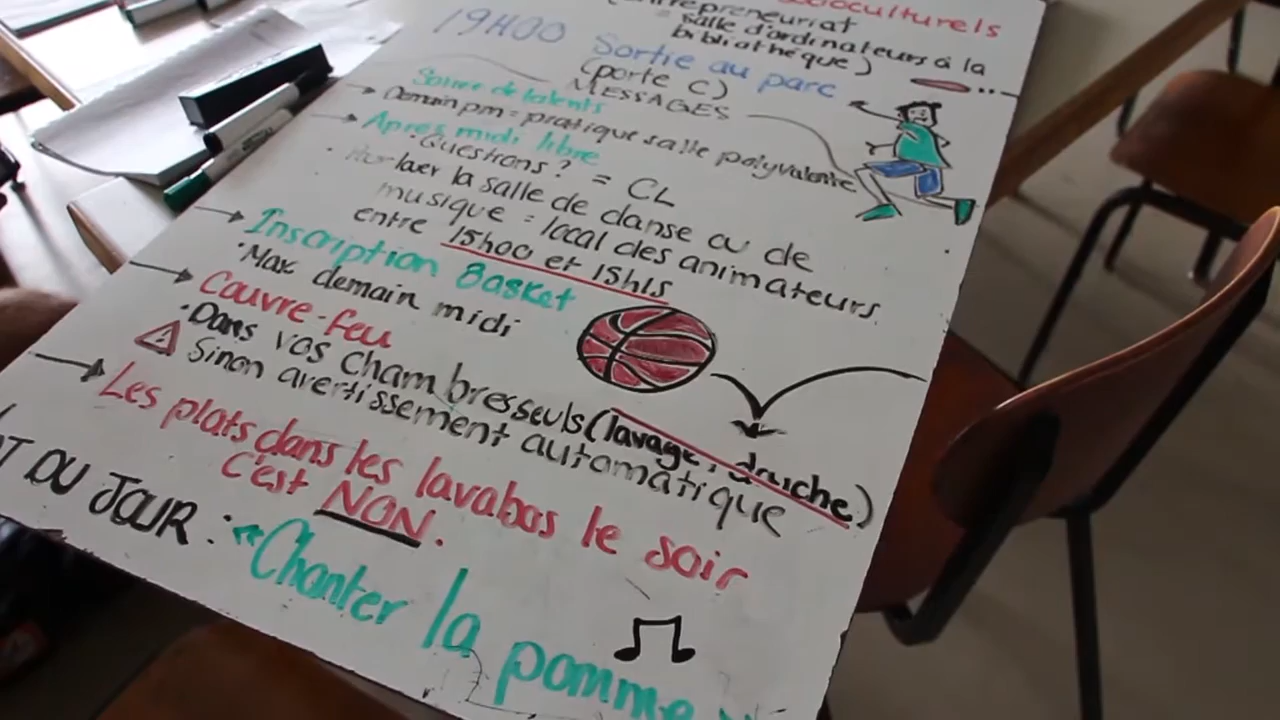 socioculturels
Entrepreneuriat
= salle d'ordinateurs à la
bibliathèque)
19H00 Sortie au parc
(porte C)
MESSAGES
Soirée de talents
Demain pm = pratique salle polyvalente
Après midi libre
• Questions? = CL
• louer la salle de danse ou de
musique = local des animateurs
entre 15h00 et 15h15
Inscription Basket
• Max demain midi
Couvre-feu
• Dans vos chambres seuls (lavage, douche)
Sinon avertissement automatique
Les plats dans les lavabos le soir
c'est NON.
DU JOUR : "Chanter la pomme